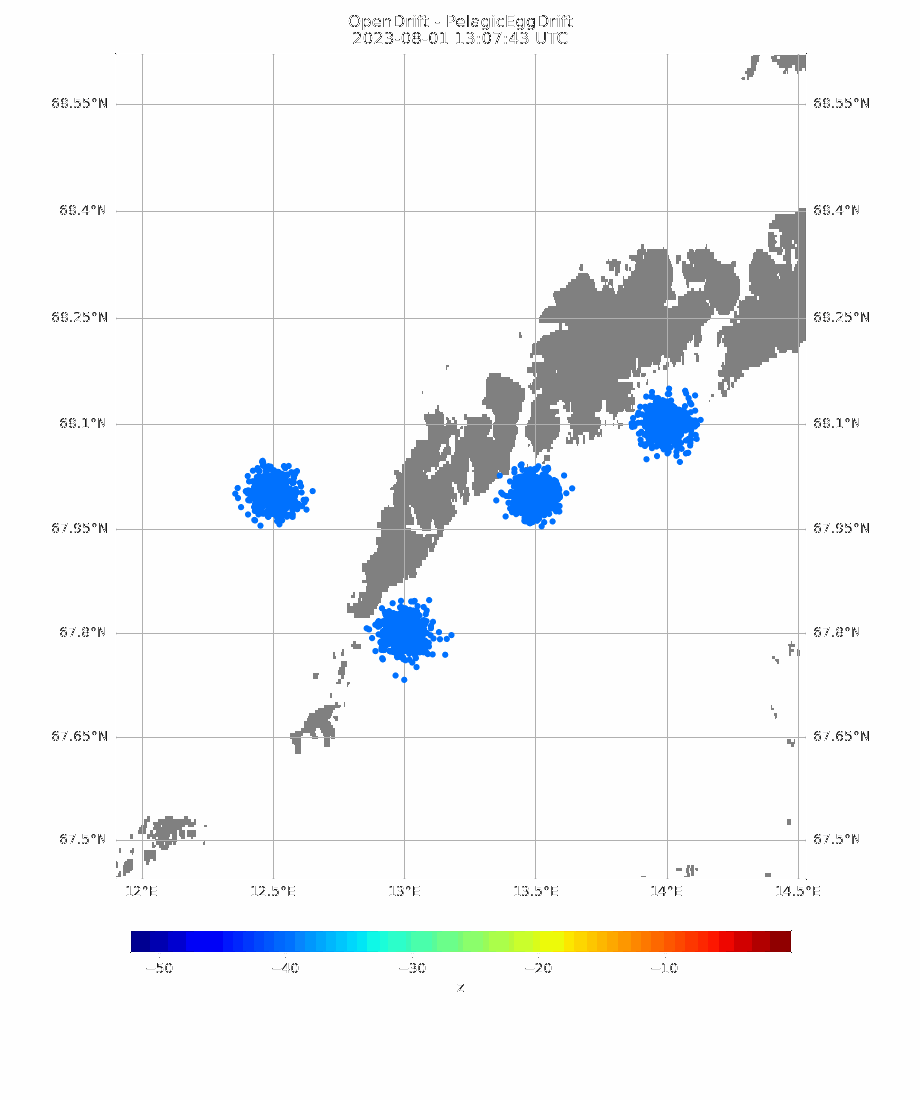 OpenDrift - PelagicEggDrift
2023-08-01 13:07:43 UTC
68.55°N 68.55°N
68.4°N 68.4°N
68.25°N 68.25°N
68.1°N 68.1°N
67.95°N 67.95°N
67.8°N 67.8°N
67.65°N 67.65°N
67.5°N 67.5°N
12°E 12.5°E 13°E 13.5°E 14°E 14.5°E
−50 −40 −30 −20 −10
z